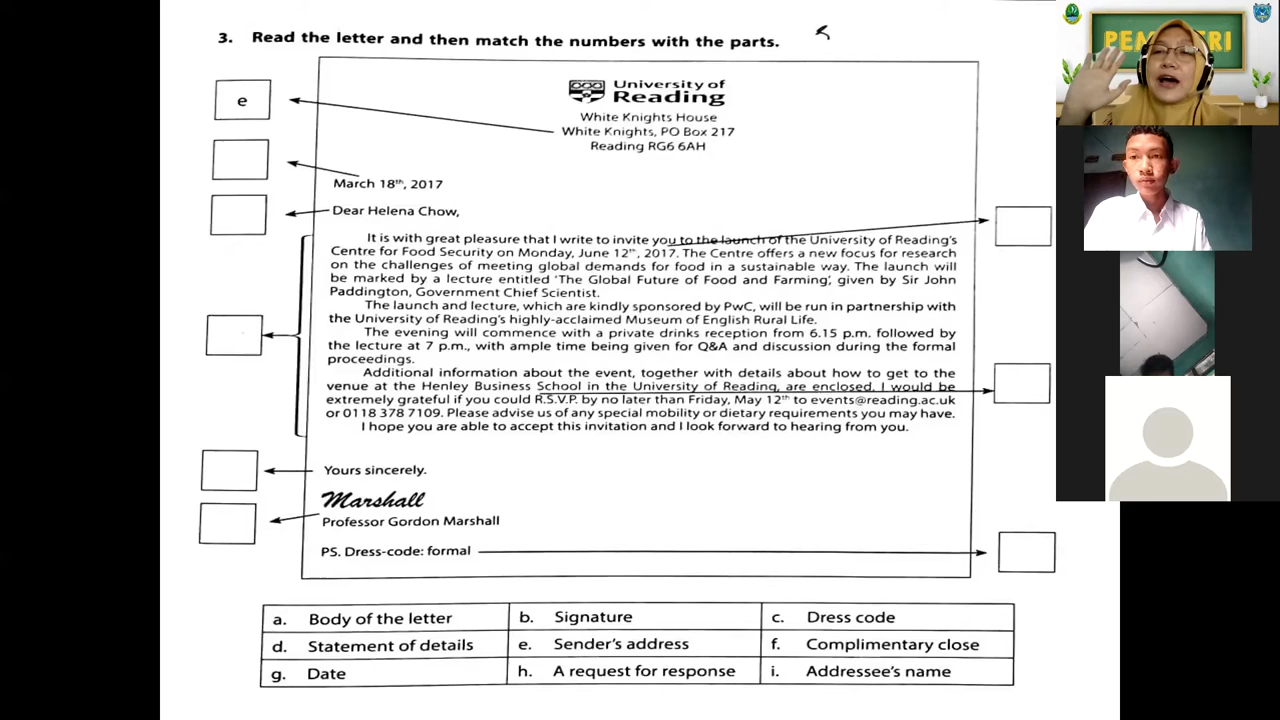 3. Read the letter and then match the numbers with the parts.
University of
Reading
White Knights House
White Knights, PO Box 217
Reading RG6 6AH
e
March 18th, 2017
Dear Helena Chow,
It is with great pleasure that I write to invite you to the launch of the University of Reading's
Centre for Food Security on Monday, June 12th, 2017. The Centre offers a new focus for research
on the challenges of meeting global demands for food in a sustainable way. The launch will
be marked by a lecture entitled 'The Global Future of Food and Farming', given by Sir John
Paddington, Government Chief Scientist.
The launch and lecture, which are kindly sponsored by PwC, will be run in partnership with
the University of Reading's highly-acclaimed Museum of English Rural Life.
The evening will commence with a private drinks reception from 6.15 p.m. followed by
the lecture at 7 p.m., with ample time being given for Q&A and discussion during the formal
proceedings.
Additional information about the event, together with details about how to get to the
venue at the Henley Business School in the University of Reading, are enclosed. I would be
extremely grateful if you could R.S.V.P. by no later than Friday, May 12th to events@reading.ac.uk
or 0118 378 7109. Please advise us of any special mobility or dietary requirements you may have.
I hope you are able to accept this invitation and I look forward to hearing from you.
Yours sincerely.
Marshall
Professor Gordon Marshall
PS. Dress-code: formal
a. Body of the letter b. Signature c. Dress code
d. Statement of details e. Sender's address f. Complimentary close
g. Date h. A request for response i. Addressee's name